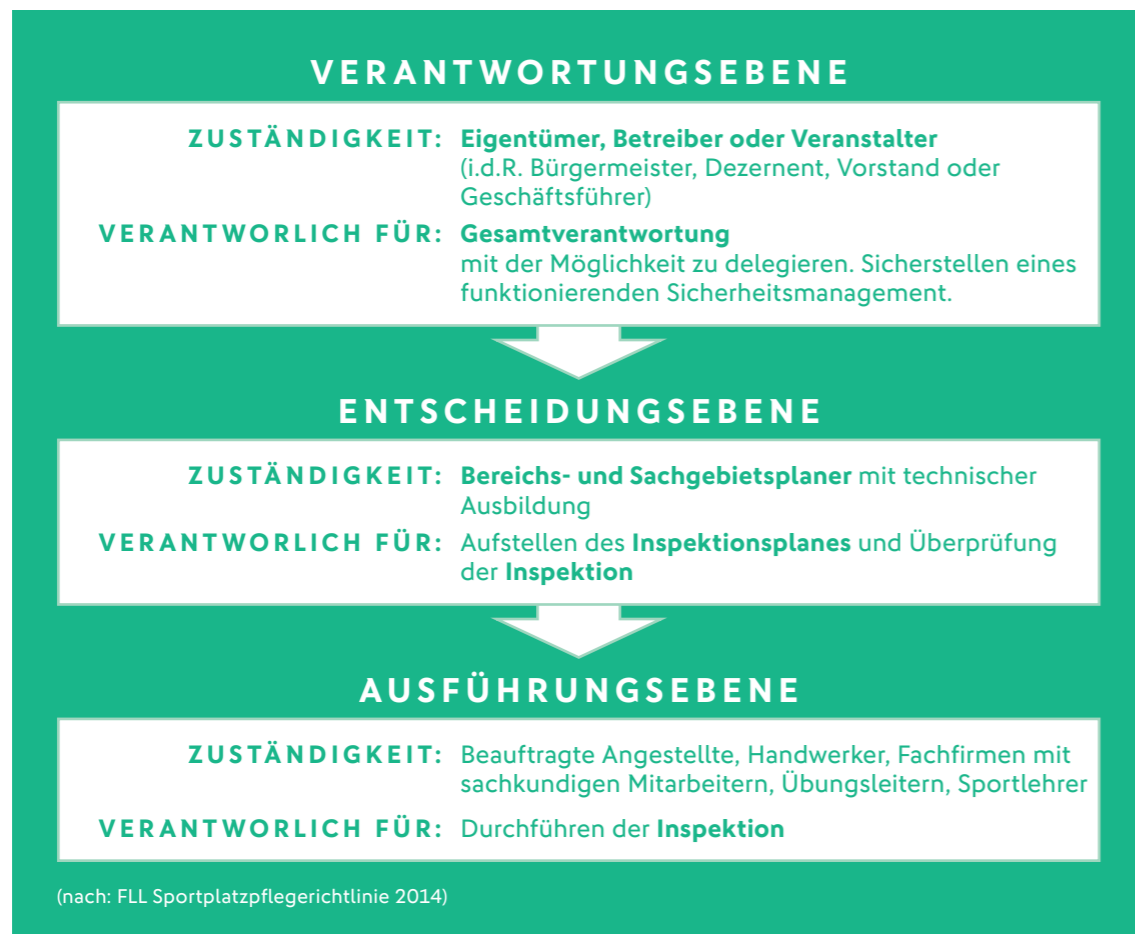 VERANTWORTUNGSEBENE
ZUSTÄNDIGKEIT: Eigentümer, Betreiber oder Veranstalter
(i.d.R. Bürgermeister, Dezernent, Vorstand oder
Geschäftsführer)
VERANTWORLICH FÜR: Gesamtverantwortung
mit der Möglichkeit zu delegieren. Sicherstellen eines
funktionierenden Sicherheitsmanagement.
ENTSCHEIDUNGSEBENE
ZUSTÄNDIGKEIT: Bereichs- und Sachgebietsplaner mit technischer
Ausbildung
VERANTWORLICH FÜR: Aufstellen des Inspektionsplanes und Überprüfung
der Inspektion
AUSFÜHRUNGSEBENE
ZUSTÄNDIGKEIT: Beauftragte Angestellte, Handwerker, Fachfirmen mit
sachkundigen Mitarbeitern, Übungsleitern, Sportlehrer
VERANTWORLICH FÜR: Durchführen der Inspektion
(nach: FLL Sportplatzpflegerichtlinie 2014)